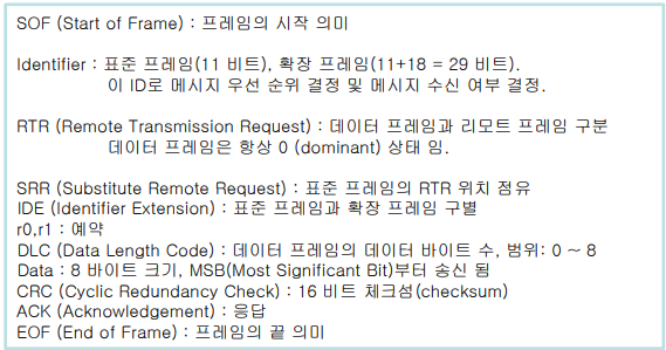 SOF (Start of Frame) : 프레임의 시작 의미
Identifier : 표준 프레임(11 비트), 확장 프레임(11+18 = 29 비트).
이 ID로 메시지 우선 순위 결정 및 메시지 수신 여부 결정.
RTR (Remote Transmission Request) : 데이터 프레임과 리모트 프레임 구분
데이터 프레임은 항상 0 (dominant) 상태 임.
SRR (Substitute Remote Request) : 표준 프레임의 RTR 위치 점유
IDE (Identifier Extension) : 표준 프레임과 확장 프레임 구별
r0,r1 : 예약
DLC (Data Length Code) : 데이터 프레임의 데이터 바이트 수, 범위: 0 ~ 8
Data : 8 바이트 크기, MSB(Most Significant Bit)부터 송신 됨
CRC (Cyclic Redundancy Check) : 16 비트 체크섬(checksum)
ACK (Acknowledgement) : 응답
EOF (End of Frame) : 프레임의 끝 의미